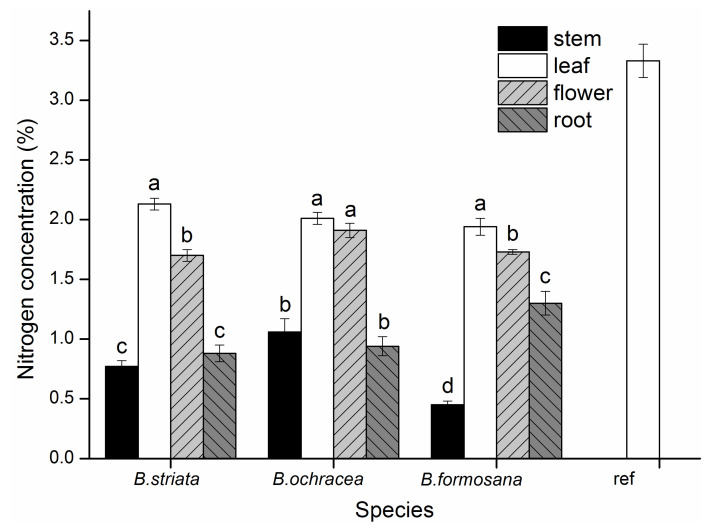 Nitrogen concentration (%)
3.5
3.0
2.5
2.0
1.5
1.0
0.5
0.0
stem
leaf
flower
root
c a b c
b a a b
d a b c
B.striata B.ochracea B.formosana ref
Species